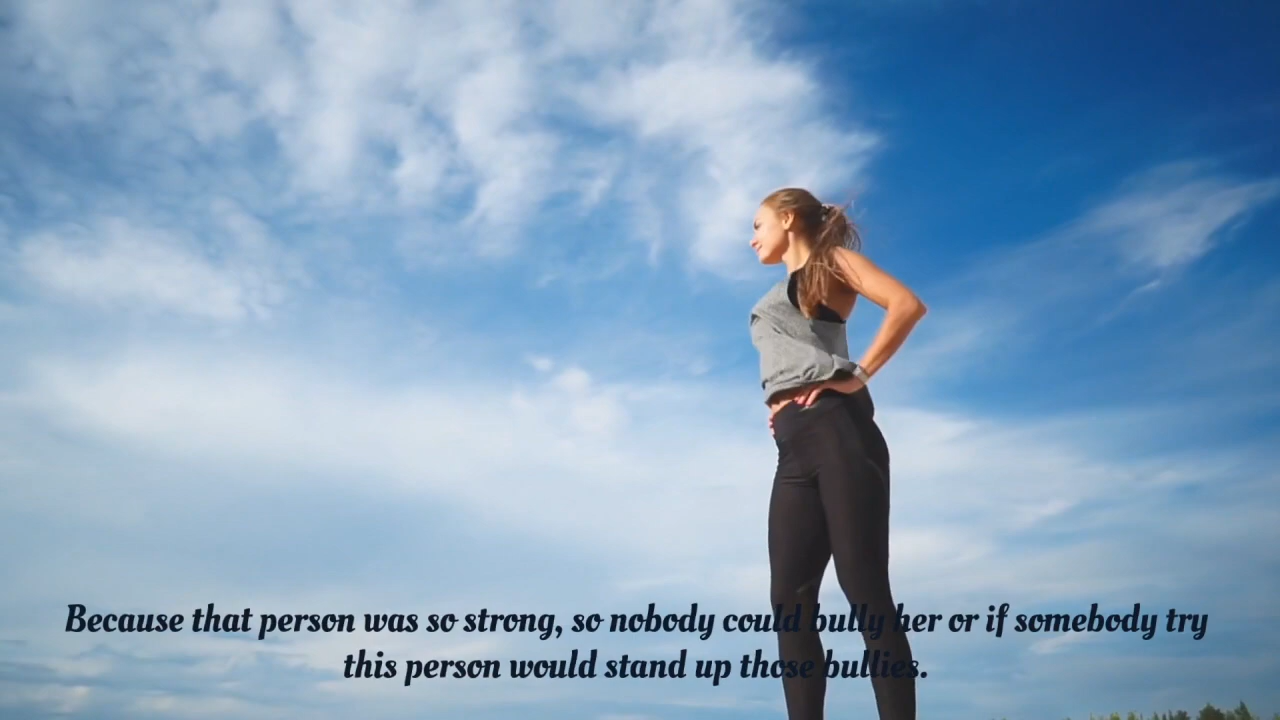 Because that person was so strong, so nobody could bully her or if somebody try
this person would stand up those bullies.